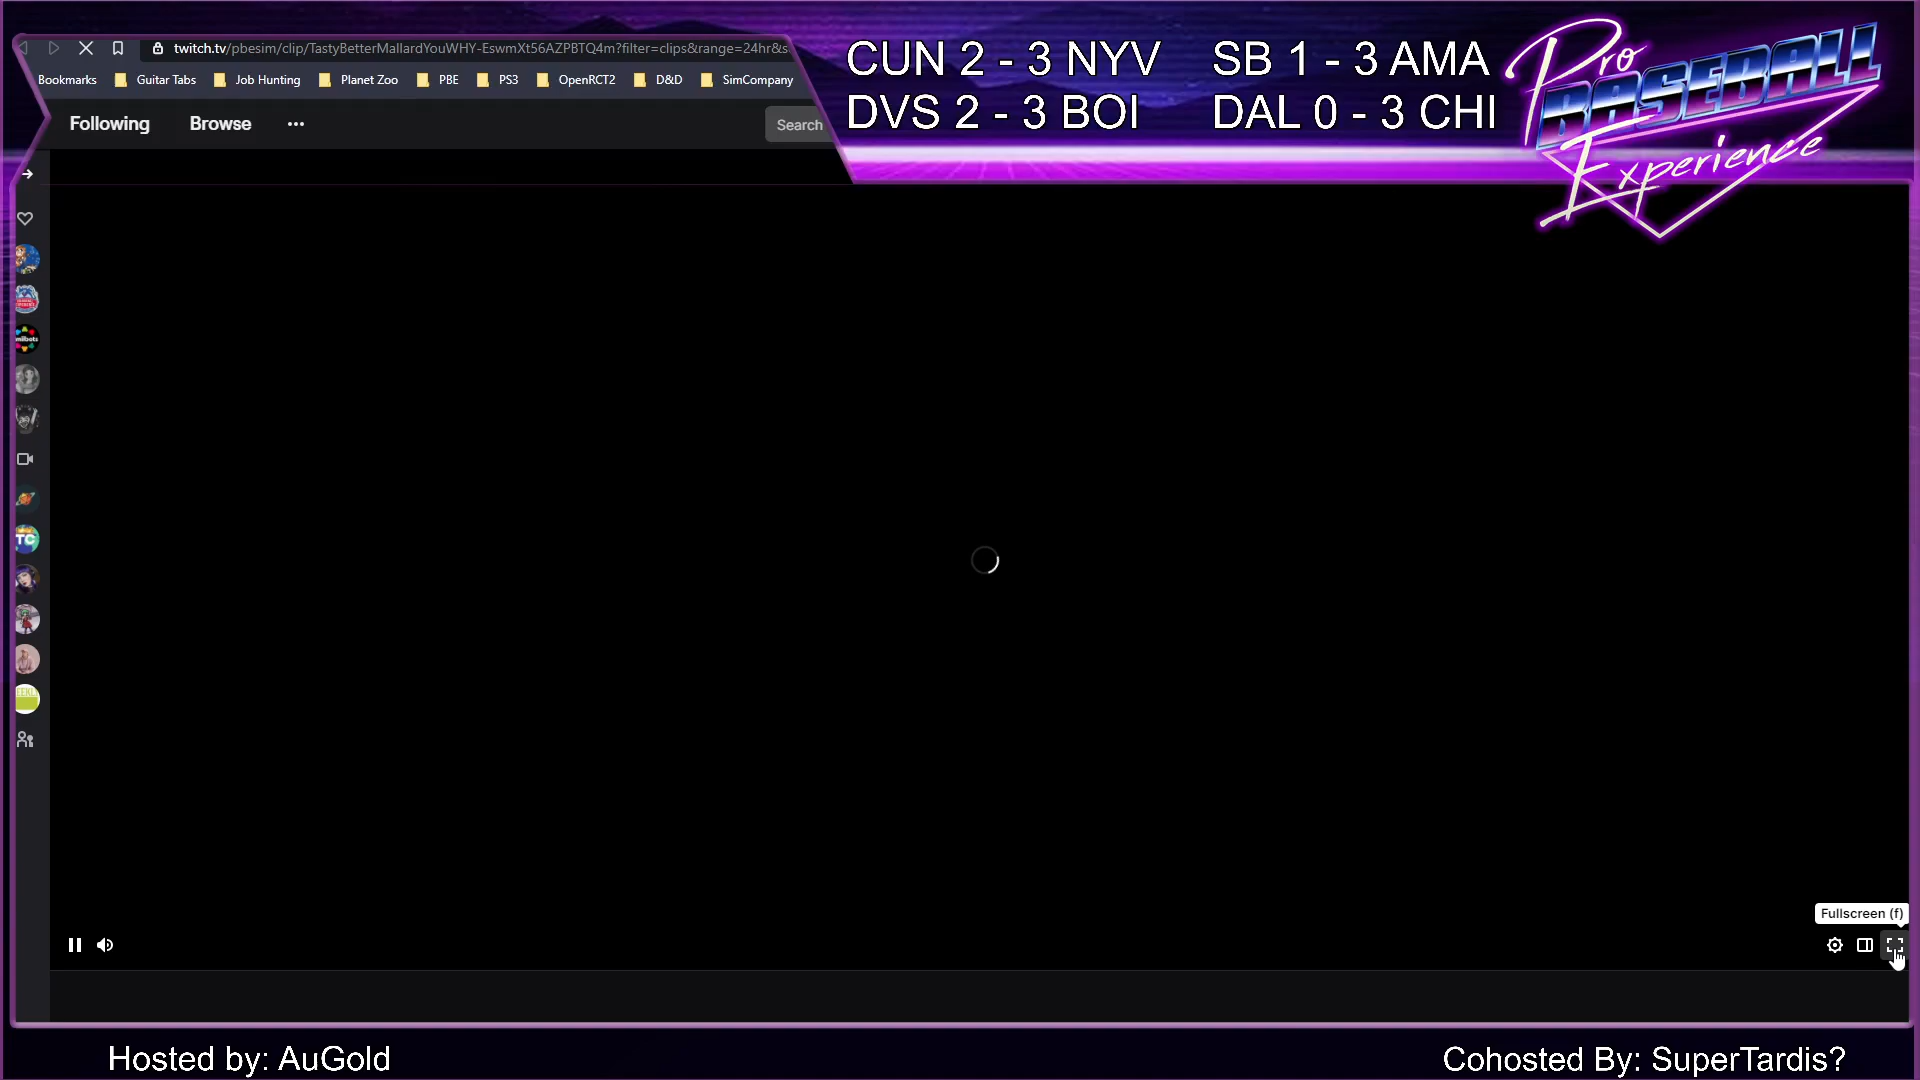 twitch.tv/pbesim/clip/TastyBetterMallardYouWHY-EswmXt56AZPBTQ4m?filter=clips&range=24hr&s
Bookmarks Guitar Tabs Job Hunting Planet Zoo PBE PS3 OpenRCT2 D&D SimCompany
Following Browse ••• Search
CUN 2 - 3 NYV SB 1 - 3 AMA
DVS 2 - 3 BOI DAL 0 - 3 CHI
Pro
BASEBALL
Experience
TC
Fullscreen (f)
Hosted by: AuGold
Cohosted By: SuperTardis?